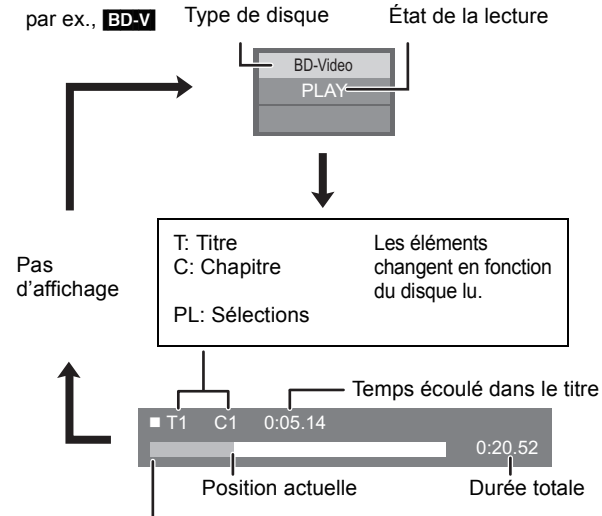 par ex., BD-V
Type de disque
État de la lecture
BD-Video
PLAY
T: Titre
C: Chapitre
PL: Sélections
Les éléments
changent en fonction
du disque lu.
Pas
d'affichage
Temps écoulé dans le titre
T1 C1 0:05.14
0:20.52
Position actuelle
Durée totale